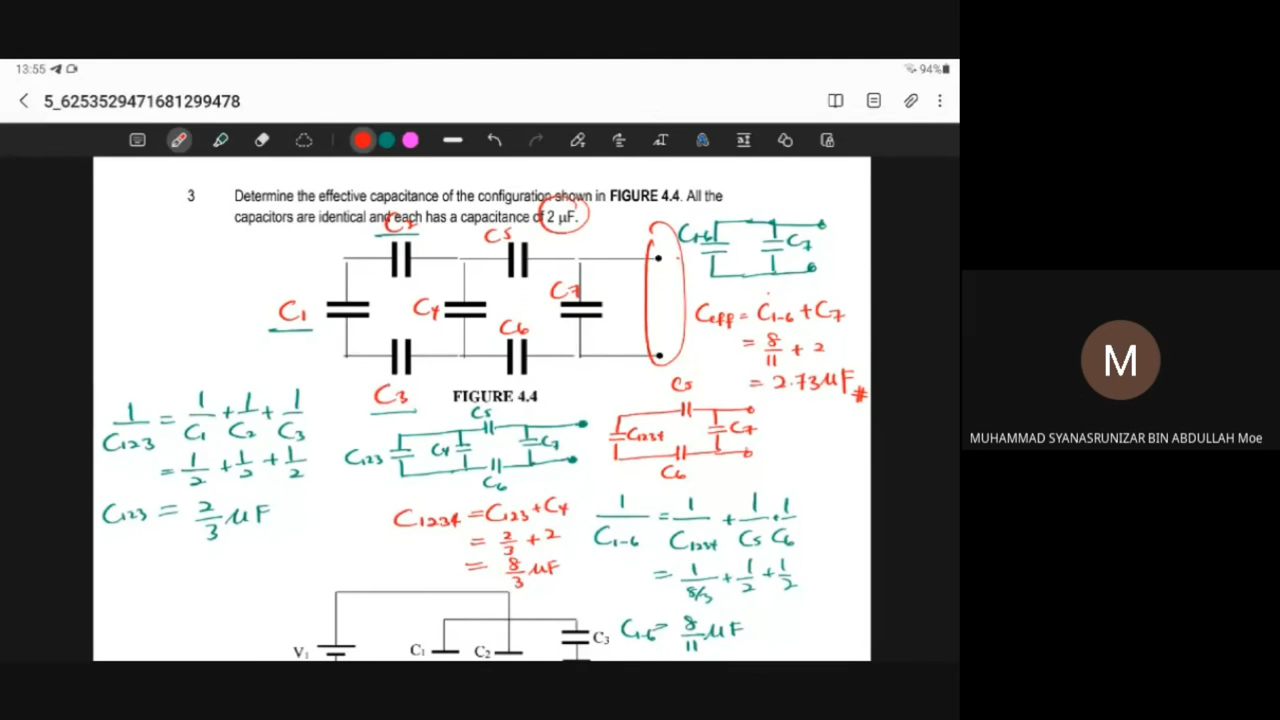 13:55
94%
5_6253529471681299478
3 Determine the effective capacitance of the configuration shown in FIGURE 4.4. All the
capacitors are identical and each has a capacitance of 2 μF.
C2
C5
C1
C4
C7
C6
C3
FIGURE 4.4
C1-6
C7
Ceff = C1-6 + C7
= 8/11 + 2
= 2.73 μF #
1/C123 = 1/C1 + 1/C2 + 1/C3
= 1/2 + 1/2 + 1/2
C123 = 2/3 μF
C5
C123
C4
C7
C6
C1234 = C123 + C4
= 2/3 + 2
= 8/3 μF
C5
C1234
C7
C6
1/C1-6 = 1/C1234 + 1/C5 + 1/C6
= 1/8/3 + 1/2 + 1/2
C1-6 = 8/11 μF
V1
C1
C2
C3
M
MUHAMMAD SYANASRUNIZAR BIN ABDULLAH Moe